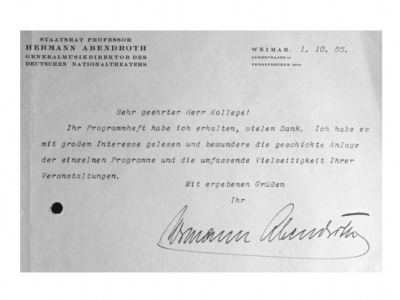 STAATSRAT PROFESSOR
HERMANN ABENDROTH
GENERALMUSIKDIREKTOR DES
DEUTSCHEN NATIONALTHEATERS
WEIMAR, 1.10.55.
Sehr geehrter Herr Kollege!
Ihr Programmheft habe ich erhalten, vielen Dank. Ich habe es
mit großem Interesse gelesen und bewundere die geschickte Anlage
der einzelnen Programme und die umfassende Vielseitigkeit Ihrer
Veranstaltungen.
Mit ergebenen Grüßen
Ihr
Hermann Abendroth